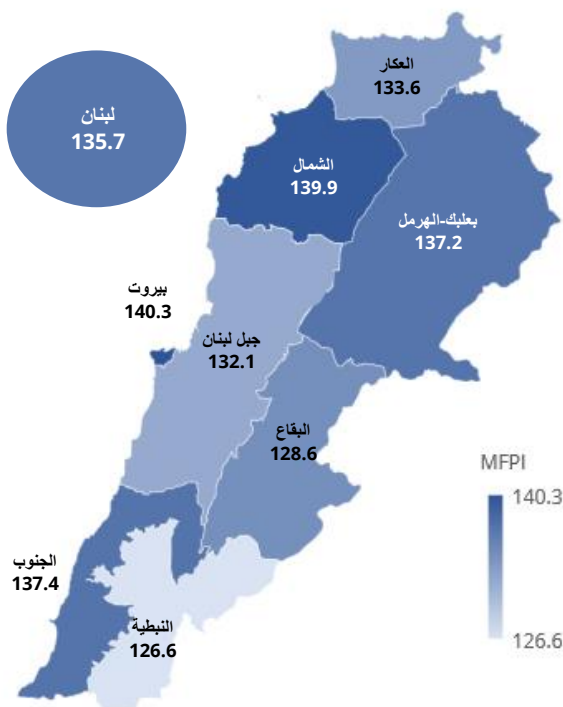 العكار
133.6
لبنان
135.7
الشمال
139.9
بعلبك-الهرمل
137.2
بيروت
140.3
جبل لبنان
132.1
البقاع
128.6
MFPI
140.3
126.6
الجنوب
137.4
النبطية
126.6